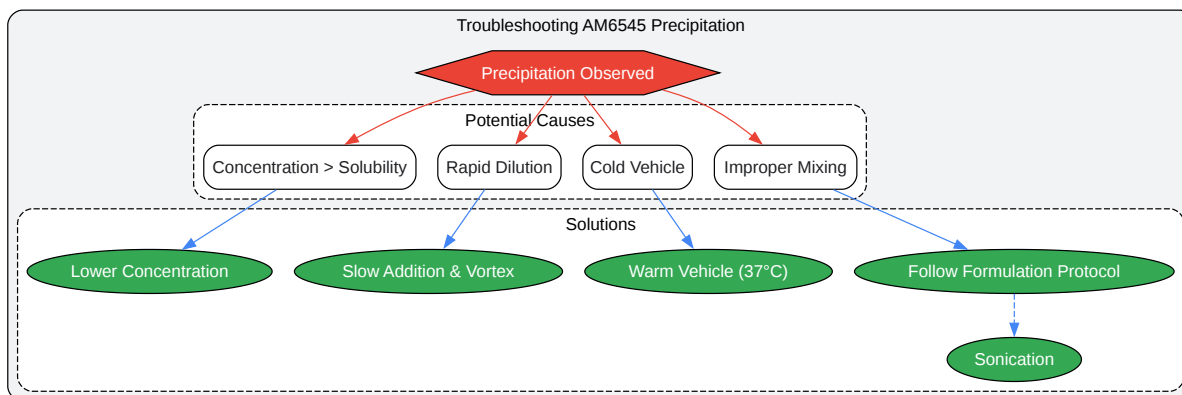 Troubleshooting AM6545 Precipitation
Precipitation Observed
Potential Causes
Concentration > Solubility
Rapid Dilution
Cold Vehicle
Improper Mixing
Solutions
Lower Concentration
Slow Addition & Vortex
Warm Vehicle (37°C)
Follow Formulation Protocol
Sonication